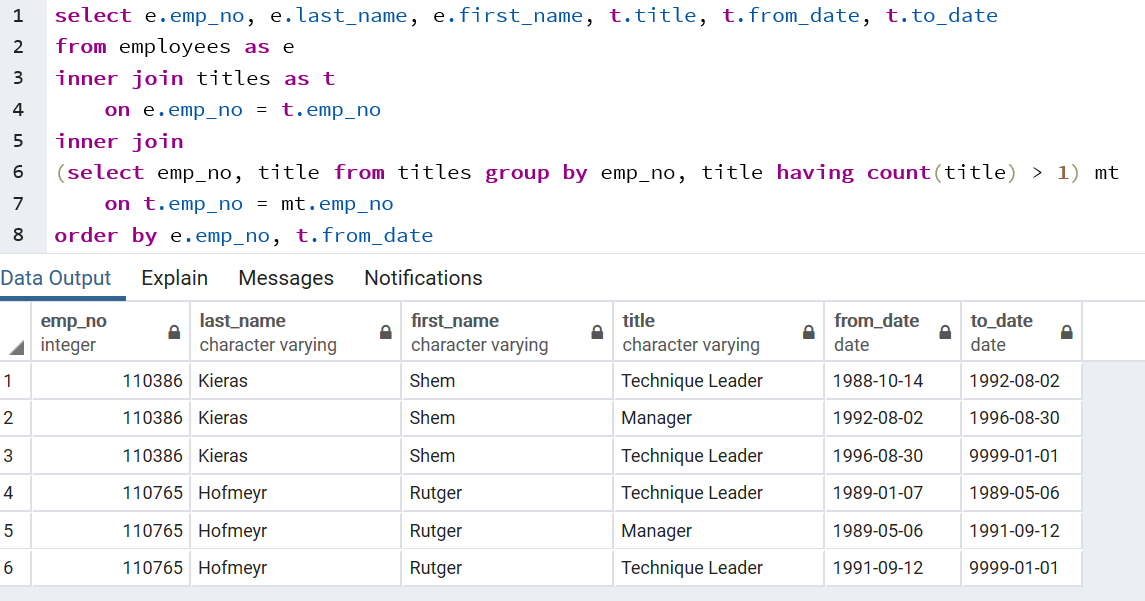 1 select e.emp_no, e.last_name, e.first_name, t.title, t.from_date, t.to_date
2 from employees as e
3 inner join titles as t
4 on e.emp_no = t.emp_no
5 inner join
6 (select emp_no, title from titles group by emp_no, title having count(title) > 1) mt
7 on t.emp_no = mt.emp_no
8 order by e.emp_no, t.from_date
Data Output Explain Messages Notifications
emp_no last_name first_name title from_date to_date
integer character varying character varying character varying date date
1 110386 Kieras Shem Technique Leader 1988-10-14 1992-08-02
2 110386 Kieras Shem Manager 1992-08-02 1996-08-30
3 110386 Kieras Shem Technique Leader 1996-08-30 9999-01-01
4 110765 Hofmeyr Rutger Technique Leader 1989-01-07 1989-05-06
5 110765 Hofmeyr Rutger Manager 1989-05-06 1991-09-12
6 110765 Hofmeyr Rutger Technique Leader 1991-09-12 9999-01-01